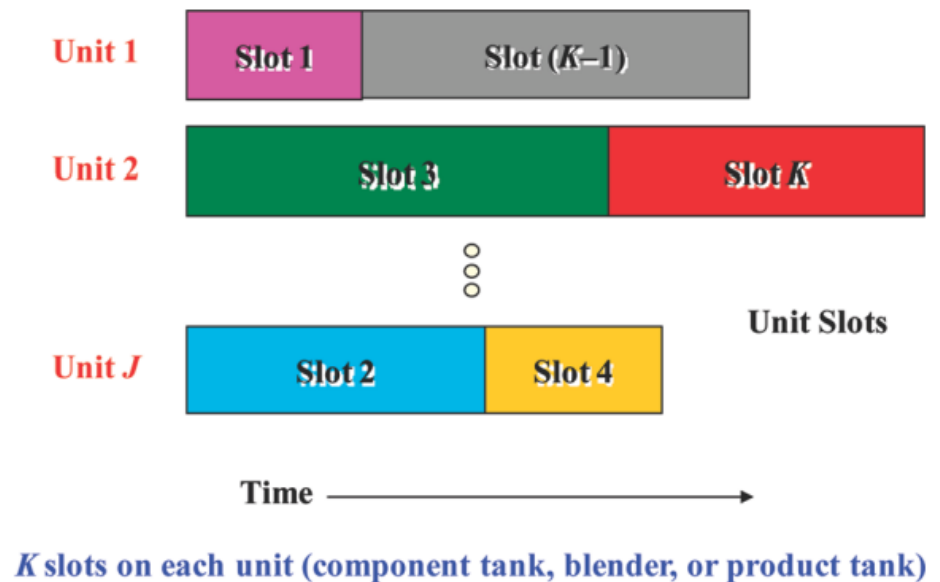 Unit 1
Slot 1
Slot (K–1)
Unit 2
Slot 3
Slot K
Unit Slots
Unit J
Slot 2
Slot 4
Time
K slots on each unit (component tank, blender, or product tank)